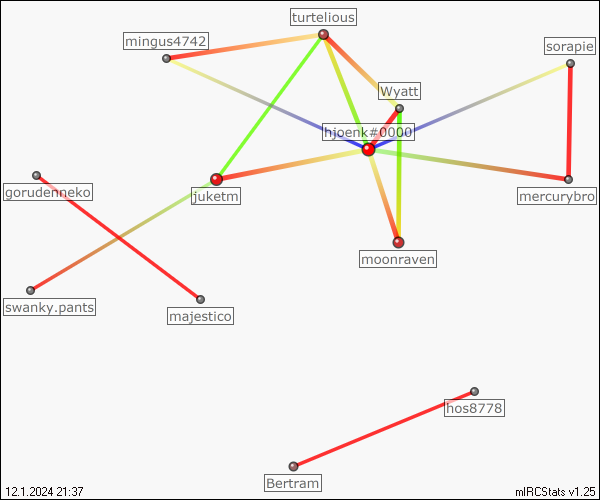 turtelious
mingus4742
sorapie
Wyatt
hjoenk#0000
gorudenneko
juketm
mercurybro
moonraven
swanky.pants
majestico
hos8778
Bertram
12.1.2024 21:37
mIRCStats v1.25